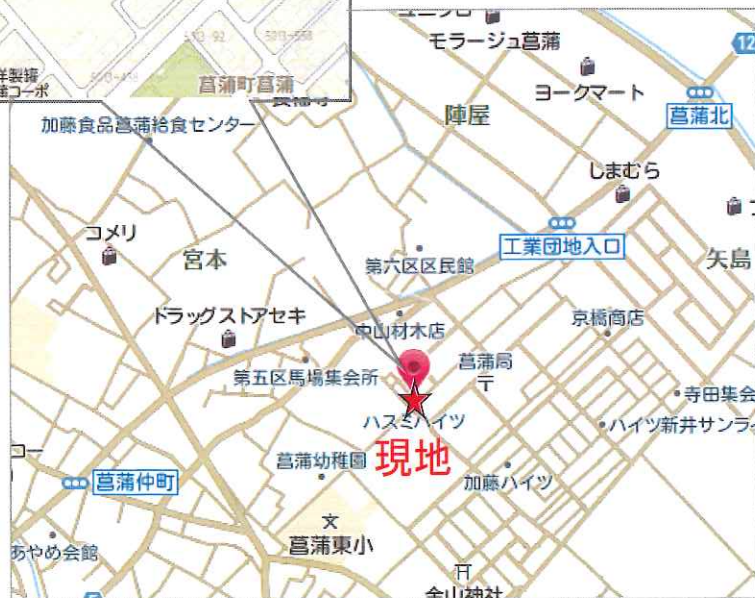 モラージュ菖蒲
12
ヨークマート
菖蒲町菖蒲
陣屋
菖蒲北
加藤食品菖蒲給食センター
しまむら
コメリ
工業団地入口
宮本
第六区区民館
矢島
ドラッグストアセキ
中山材木店
京橋商店
第五区馬場集会所
菖蒲局
〒
寺田集会
ハスミハイツ
ハイツ新井サンライ
現地
菖蒲幼稚園
加藤ハイツ
菖蒲仲町
文
菖蒲東小
あやめ会館
金山神社